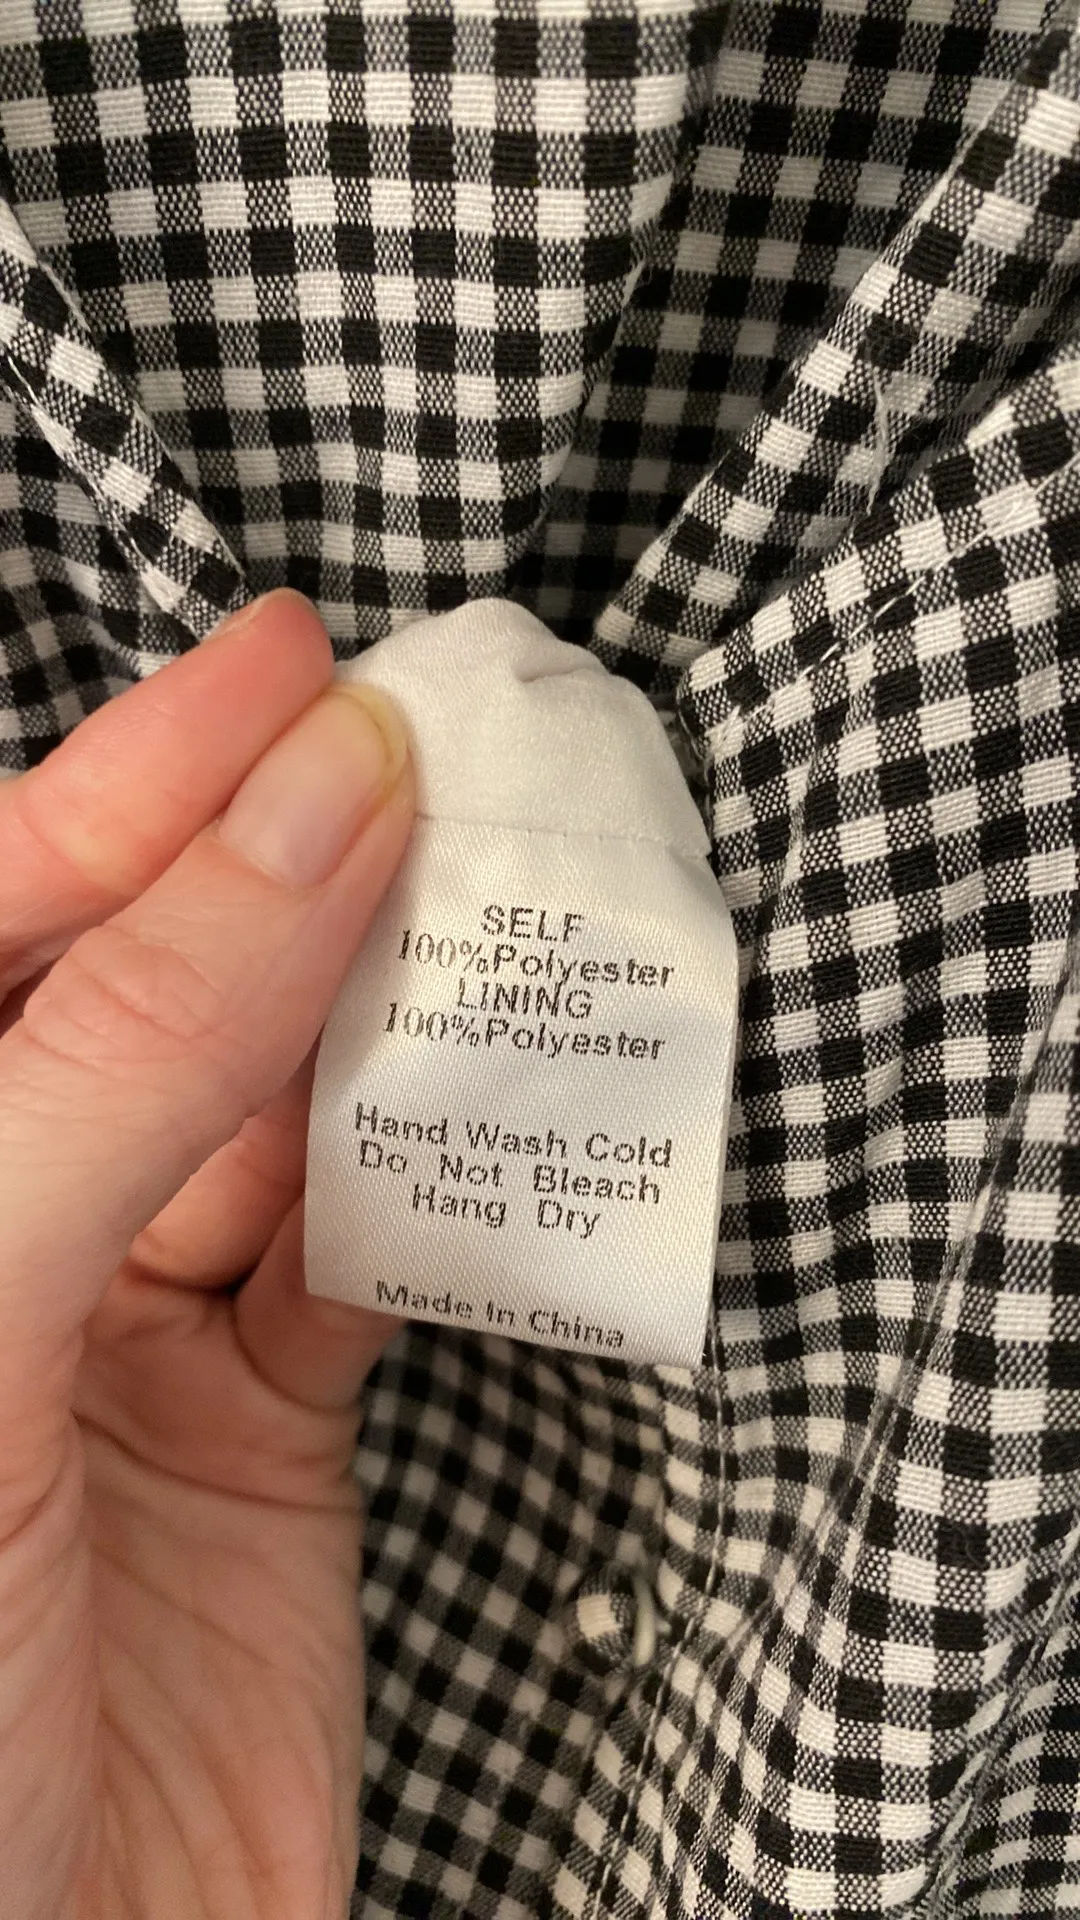 SELF
100%Polyester
LINING
100%Polyester
Hand Wash Cold
Do Not Bleach
Hang Dry
Made In China